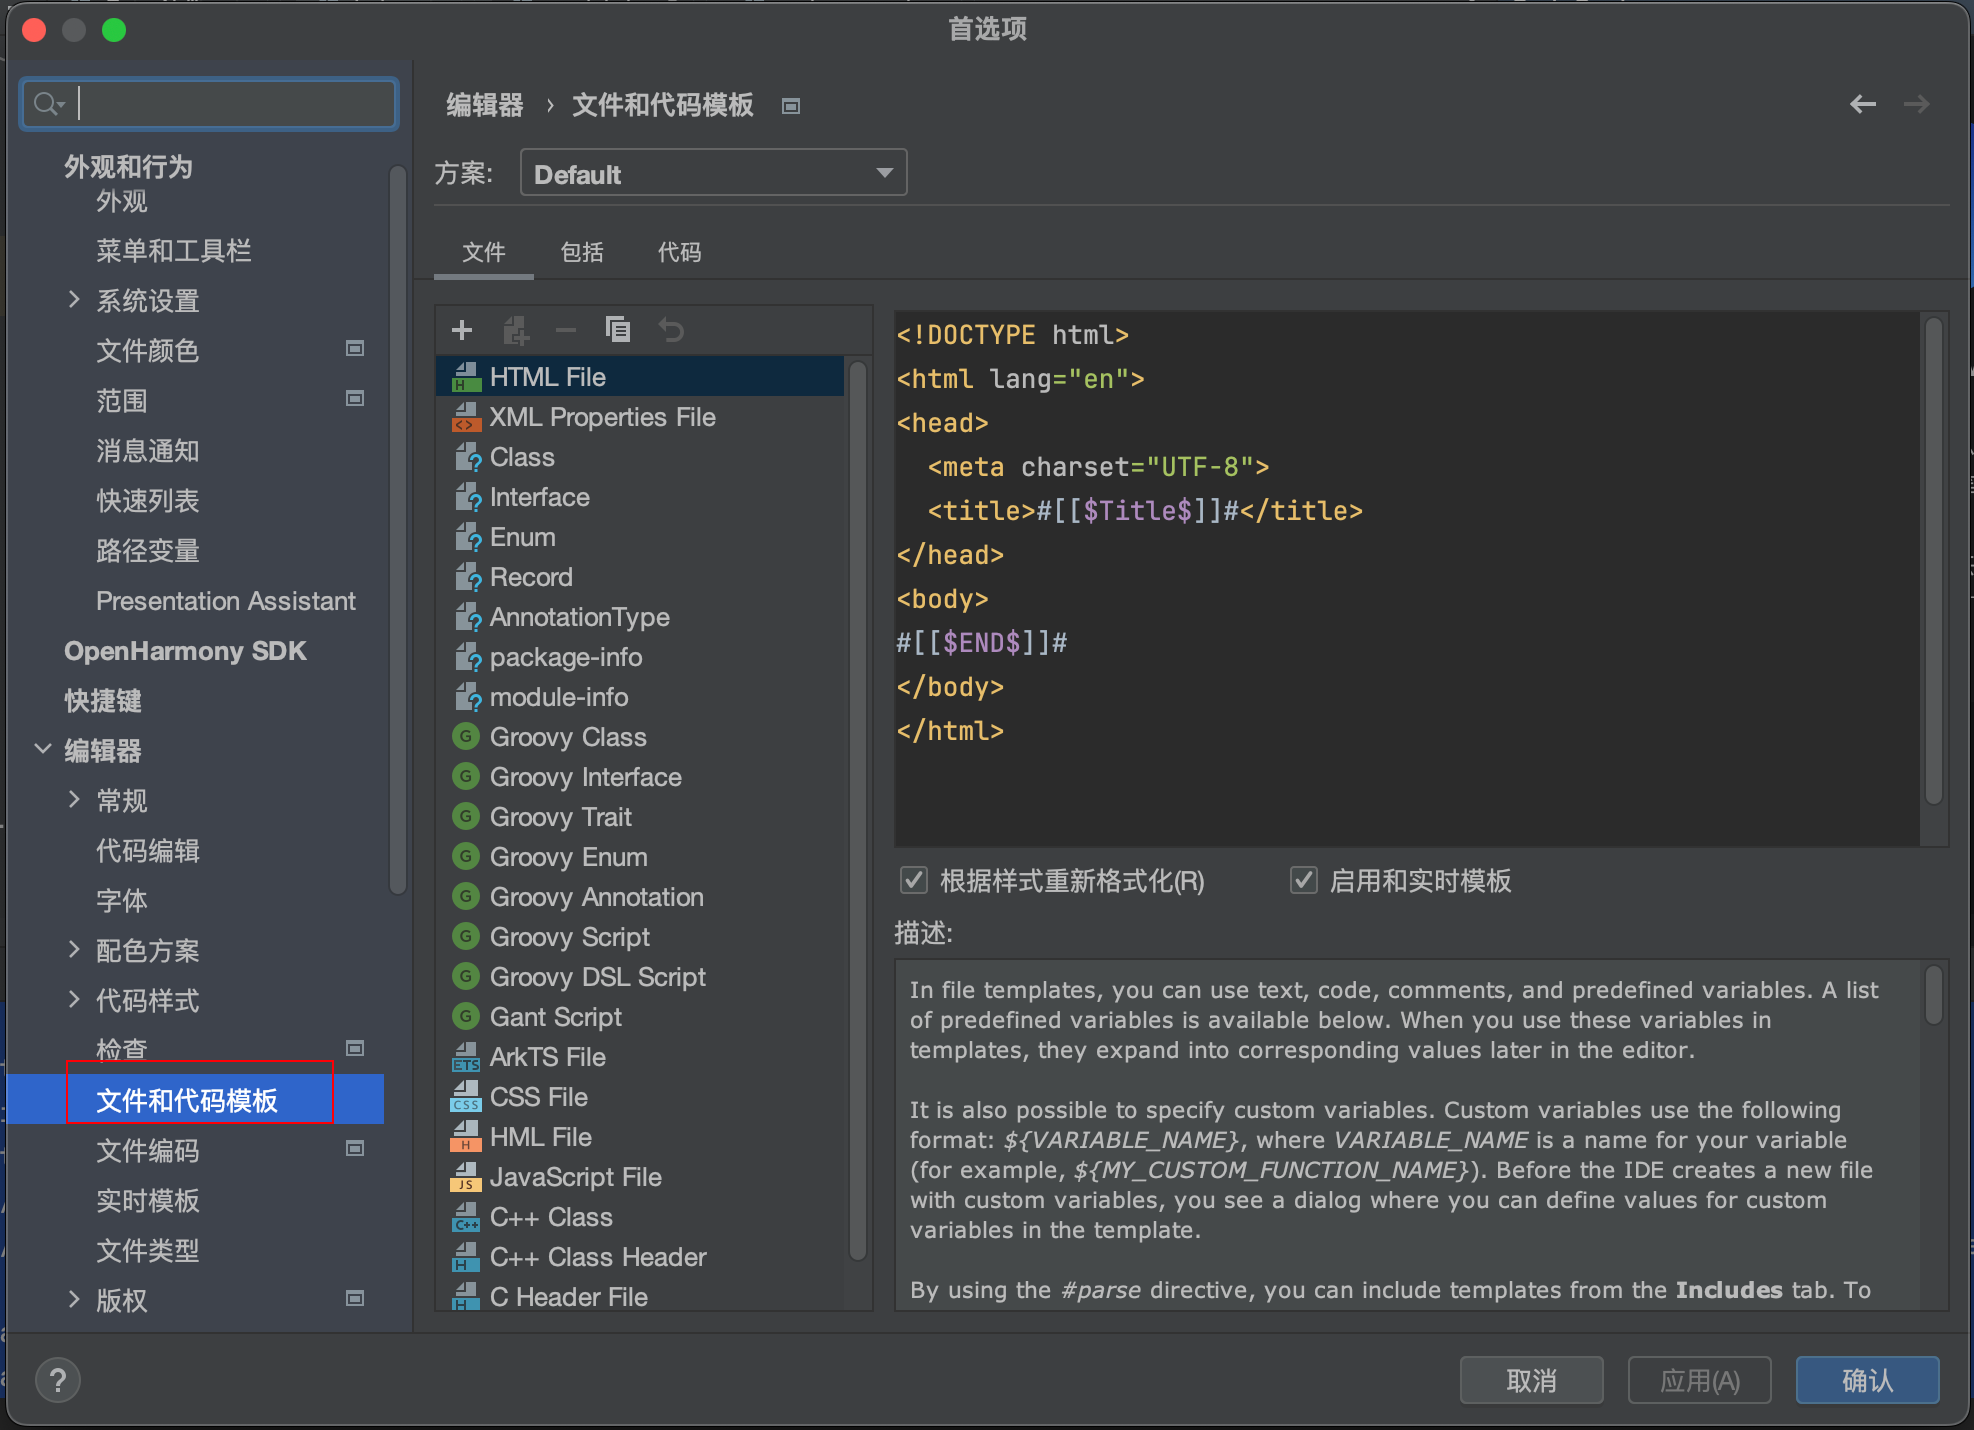 首选项
编辑器 › 文件和代码模板
方案: Default
文件 包括 代码
外观和行为
外观
菜单和工具栏
系统设置
文件颜色
范围
消息通知
快速列表
路径变量
Presentation Assistant
OpenHarmony SDK
快捷键
编辑器
常规
代码编辑
字体
配色方案
代码样式
检查
文件和代码模板
文件编码
实时模板
文件类型
版权
HTML File
XML Properties File
Class
Interface
Enum
Record
AnnotationType
package-info
module-info
Groovy Class
Groovy Interface
Groovy Trait
Groovy Enum
Groovy Annotation
Groovy Script
Groovy DSL Script
Gant Script
ArkTS File
CSS File
HML File
JavaScript File
C++ Class
C++ Class Header
C Header File
<!DOCTYPE html>
<html lang="en">
<head>
  <meta charset="UTF-8">
  <title>#[[$Title$]]#</title>
</head>
<body>
#[[$END$]]#
</body>
</html>
根据样式重新格式化(R) 启用和实时模板
描述:
In file templates, you can use text, code, comments, and predefined variables. A list
of predefined variables is available below. When you use these variables in
templates, they expand into corresponding values later in the editor.
It is also possible to specify custom variables. Custom variables use the following
format: ${VARIABLE_NAME}, where VARIABLE_NAME is a name for your variable
(for example, ${MY_CUSTOM_FUNCTION_NAME}). Before the IDE creates a new file
with custom variables, you see a dialog where you can define values for custom
variables in the template.
By using the #parse directive, you can include templates from the Includes tab. To
? 取消 应用(A) 确认